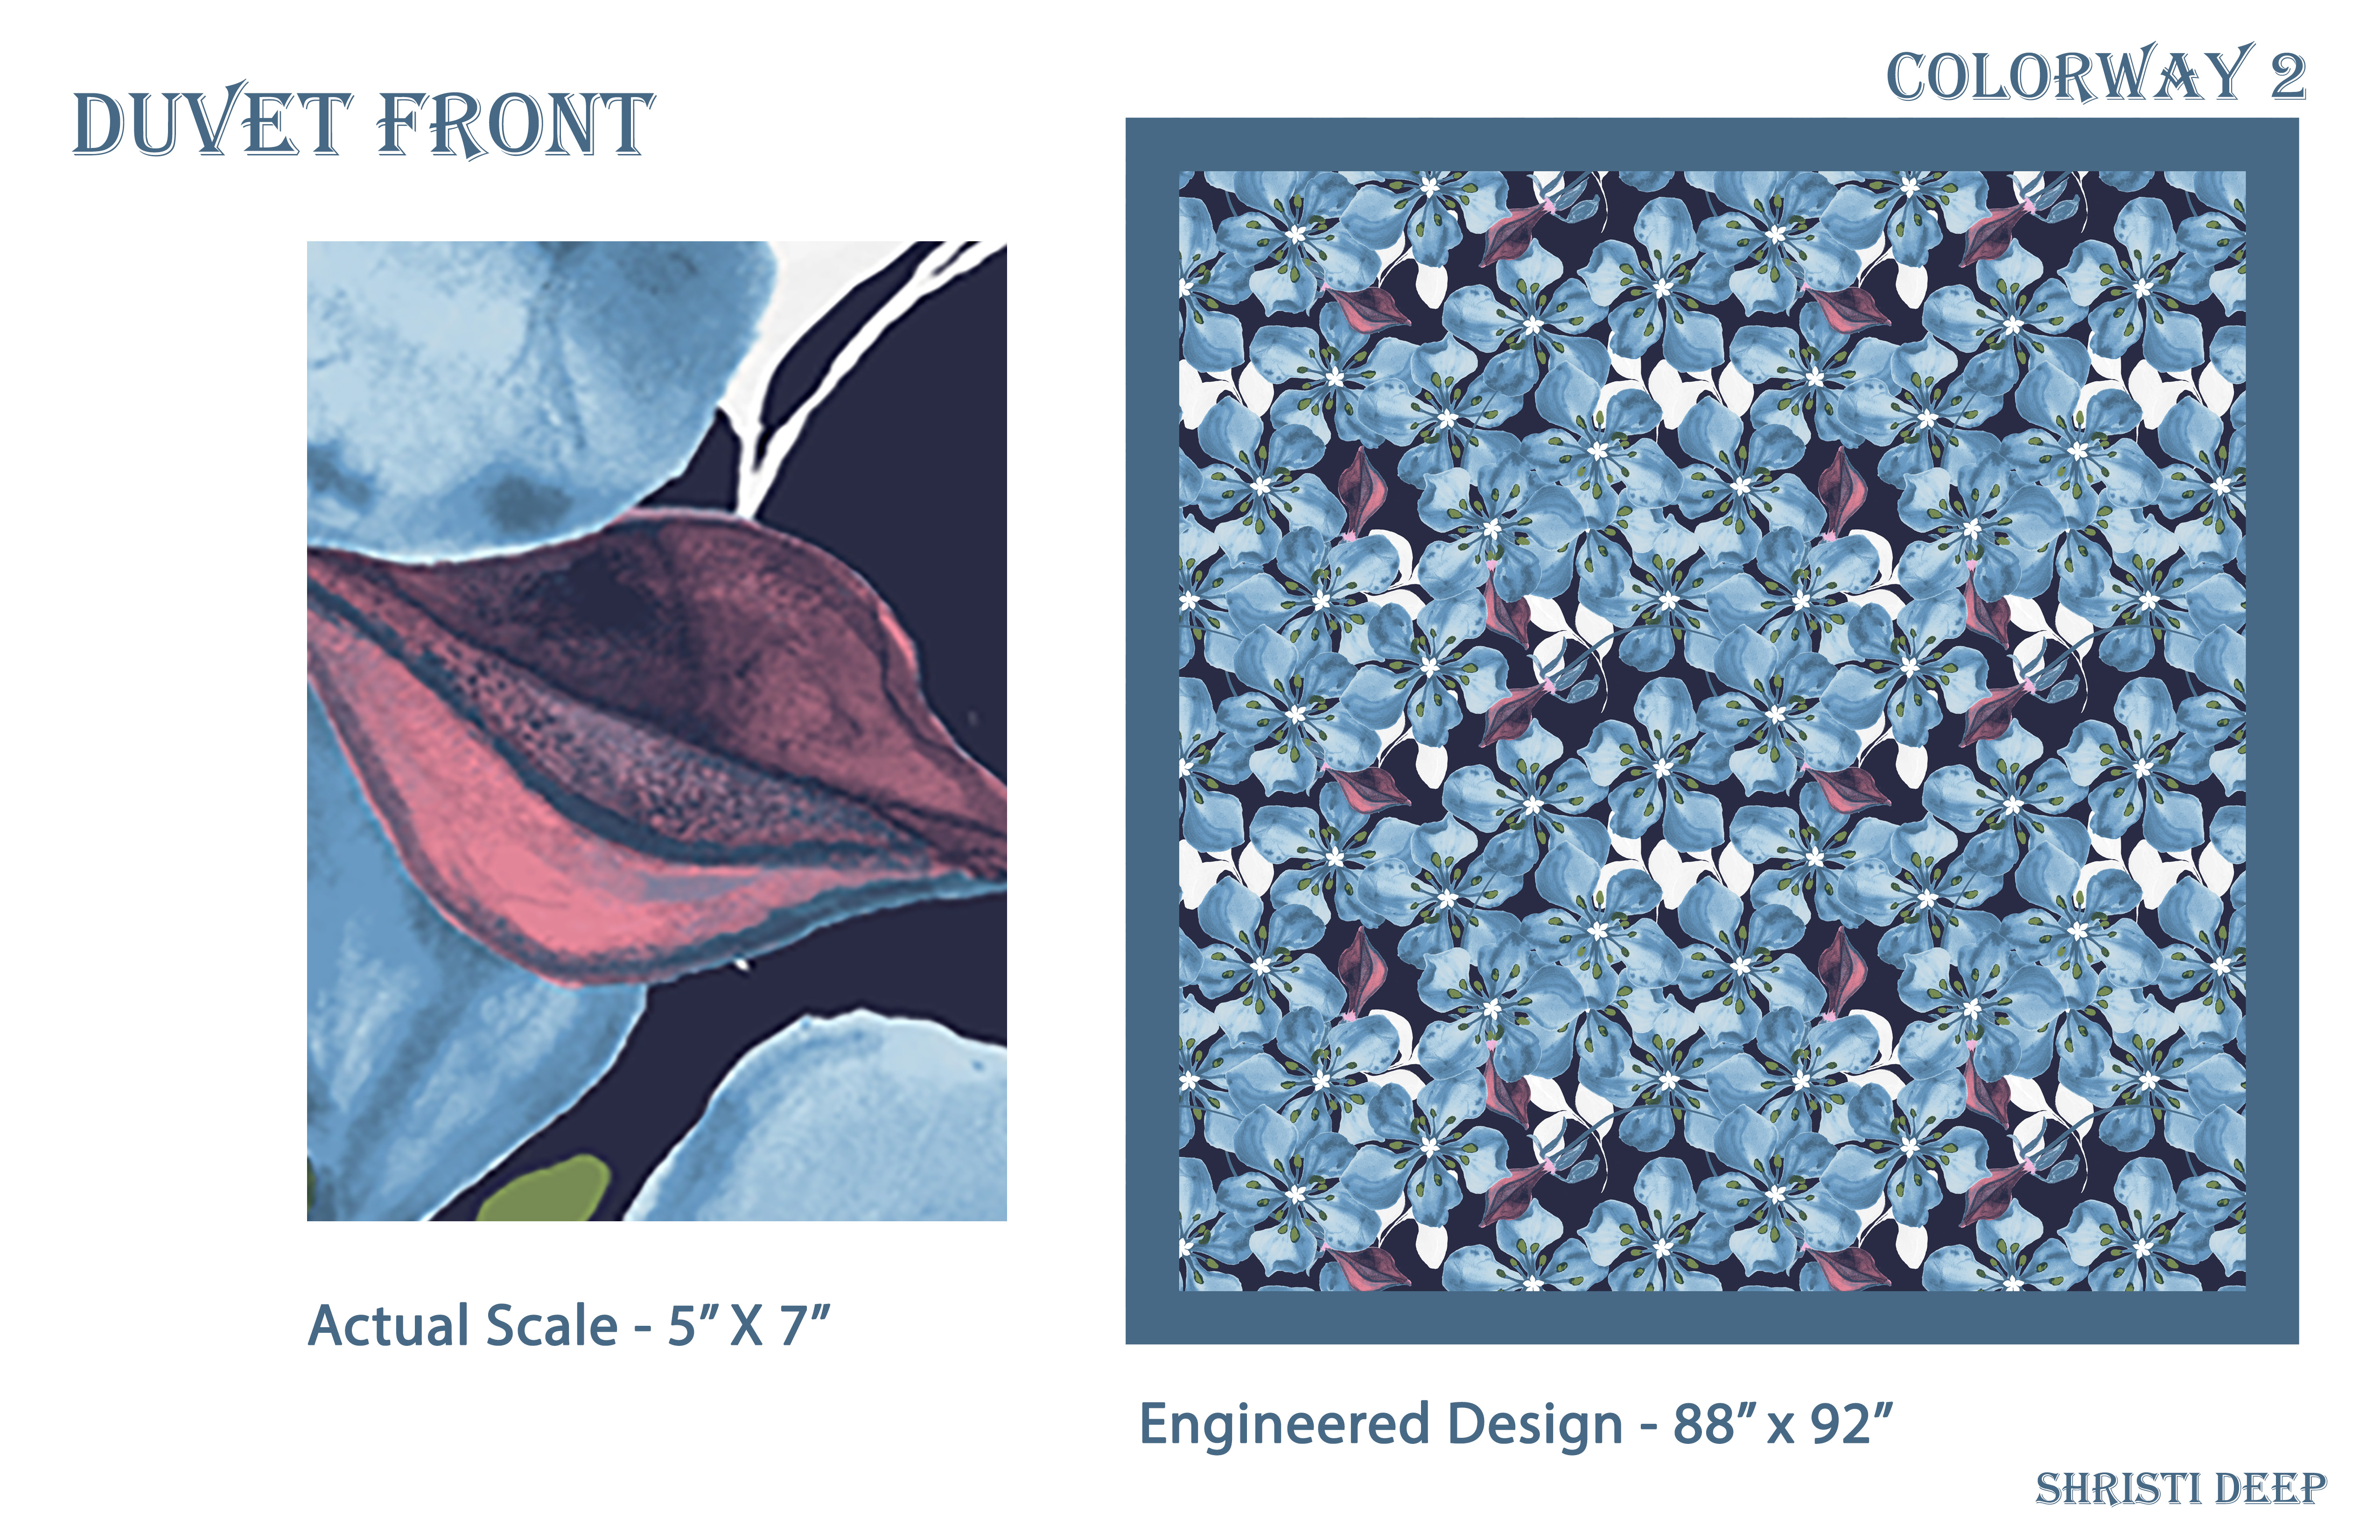 DUVET FRONT
COLORWAY 2
Actual Scale - 5” X 7”
Engineered Design - 88” x 92”
SHRISTI DEEP